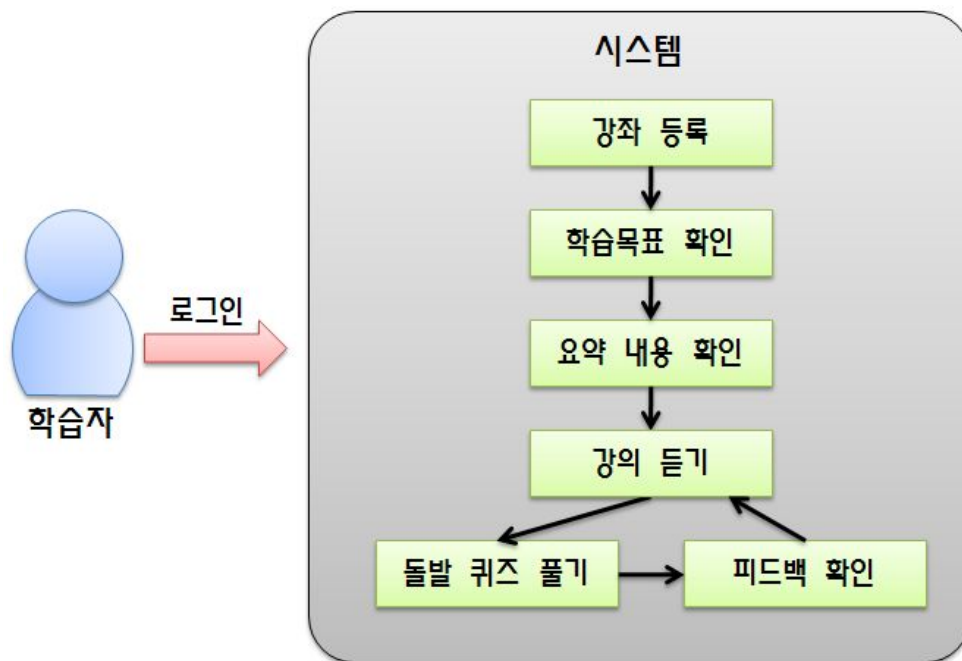 시스템
강좌 등록
학습목표 확인
로그인
요약 내용 확인
학습자
강의 듣기
돌발 퀴즈 풀기
피드백 확인